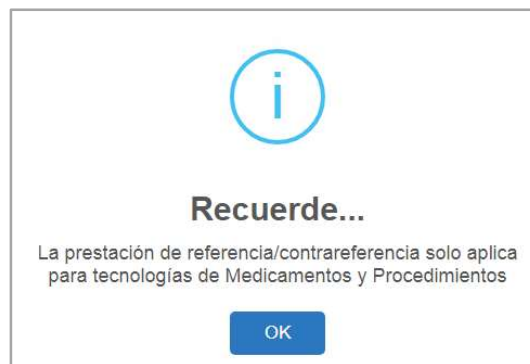 i
Recuerde...
La prestación de referencia/contrareferencia solo aplica
para tecnologías de Medicamentos y Procedimientos
OK